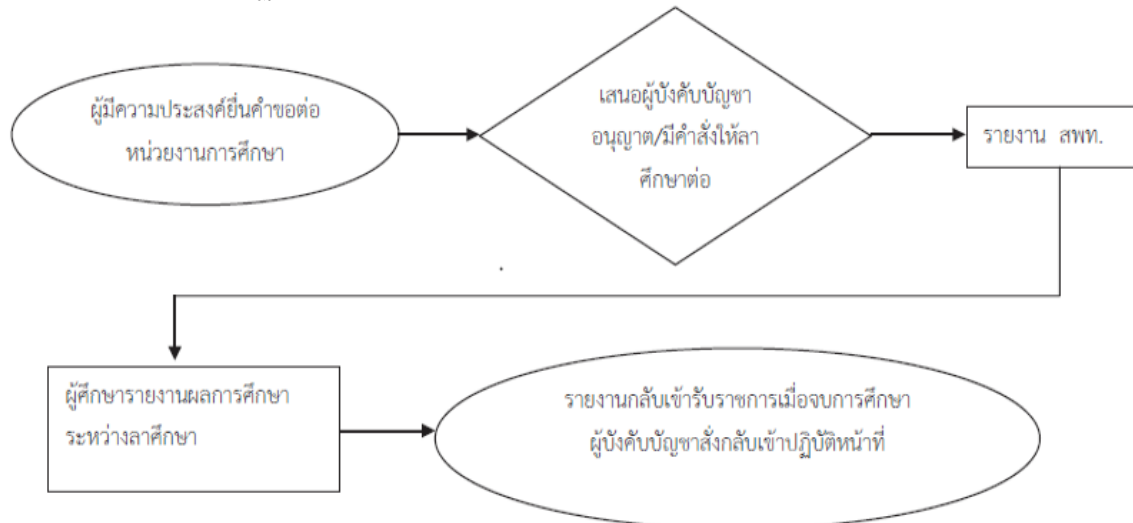 ผู้มีความประสงค์ยื่นคำขอต่อ
หน่วยงานการศึกษา
เสนอผู้บังคับบัญชา
อนุญาต/มีคำสั่งให้ลา
ศึกษาต่อ
รายงาน สพท.
ผู้ศึกษารายงานผลการศึกษา
ระหว่างลาศึกษา
รายงานกลับเข้ารับราชการเมื่อจบการศึกษา
ผู้บังคับบัญชาสั่งกลับเข้าปฏิบัติหน้าที่